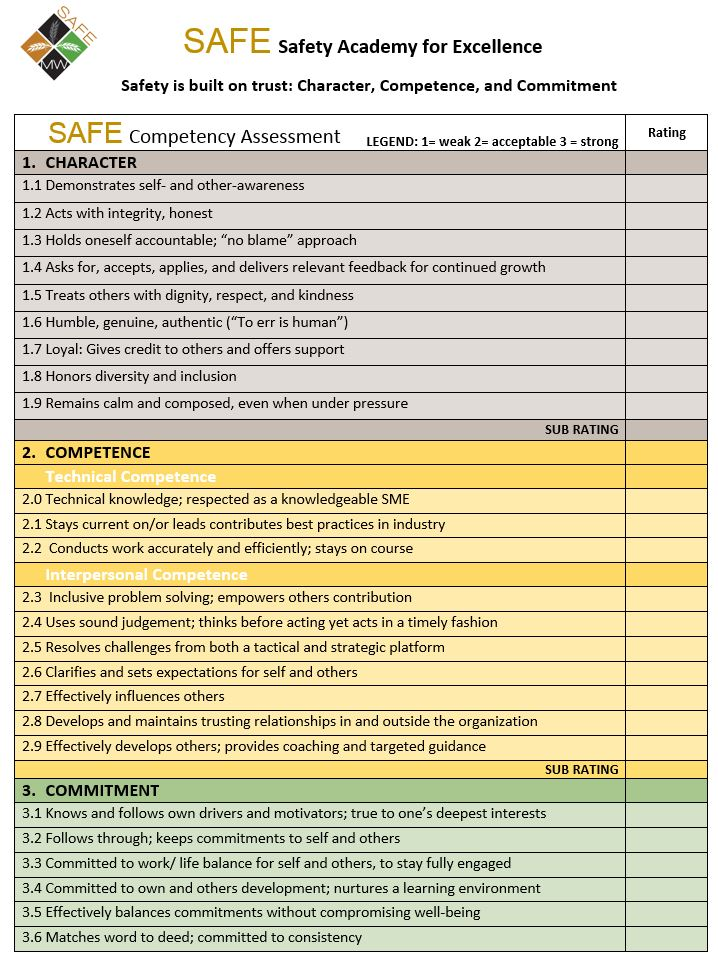 SAFE
MW
SAFE Safety Academy for Excellence
Safety is built on trust: Character, Competence, and Commitment
SAFE Competency Assessment LEGEND: 1= weak 2= acceptable 3 = strong Rating
1. CHARACTER
1.1 Demonstrates self- and other-awareness
1.2 Acts with integrity, honest
1.3 Holds oneself accountable; “no blame” approach
1.4 Asks for, accepts, applies, and delivers relevant feedback for continued growth
1.5 Treats others with dignity, respect, and kindness
1.6 Humble, genuine, authentic (“To err is human”)
1.7 Loyal: Gives credit to others and offers support
1.8 Honors diversity and inclusion
1.9 Remains calm and composed, even when under pressure
SUB RATING
2. COMPETENCE
Technical Competence
2.0 Technical knowledge; respected as a knowledgeable SME
2.1 Stays current on/or leads contributes best practices in industry
2.2 Conducts work accurately and efficiently; stays on course
Interpersonal Competence
2.3 Inclusive problem solving; empowers others contribution
2.4 Uses sound judgement; thinks before acting yet acts in a timely fashion
2.5 Resolves challenges from both a tactical and strategic platform
2.6 Clarifies and sets expectations for self and others
2.7 Effectively influences others
2.8 Develops and maintains trusting relationships in and outside the organization
2.9 Effectively develops others; provides coaching and targeted guidance
SUB RATING
3. COMMITMENT
3.1 Knows and follows own drivers and motivators; true to one’s deepest interests
3.2 Follows through; keeps commitments to self and others
3.3 Committed to work/ life balance for self and others, to stay fully engaged
3.4 Committed to own and others development; nurtures a learning environment
3.5 Effectively balances commitments without compromising well-being
3.6 Matches word to deed; committed to consistency